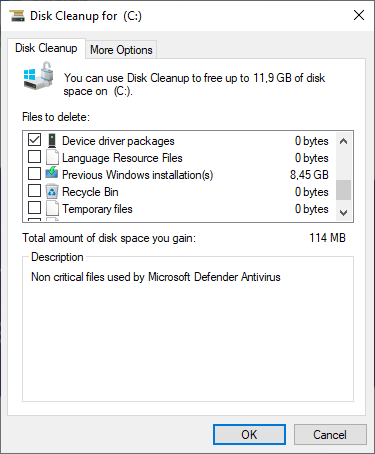 Disk Cleanup for  (C:)
Disk Cleanup
More Options
You can use Disk Cleanup to free up to 11,9 GB of disk
space on  (C:).
Files to delete:
Device driver packages 0 bytes
Language Resource Files 0 bytes
Previous Windows installation(s) 8,45 GB
Recycle Bin 0 bytes
Temporary files 0 bytes
Total amount of disk space you gain: 114 MB
Description
Non critical files used by Microsoft Defender Antivirus
OK
Cancel